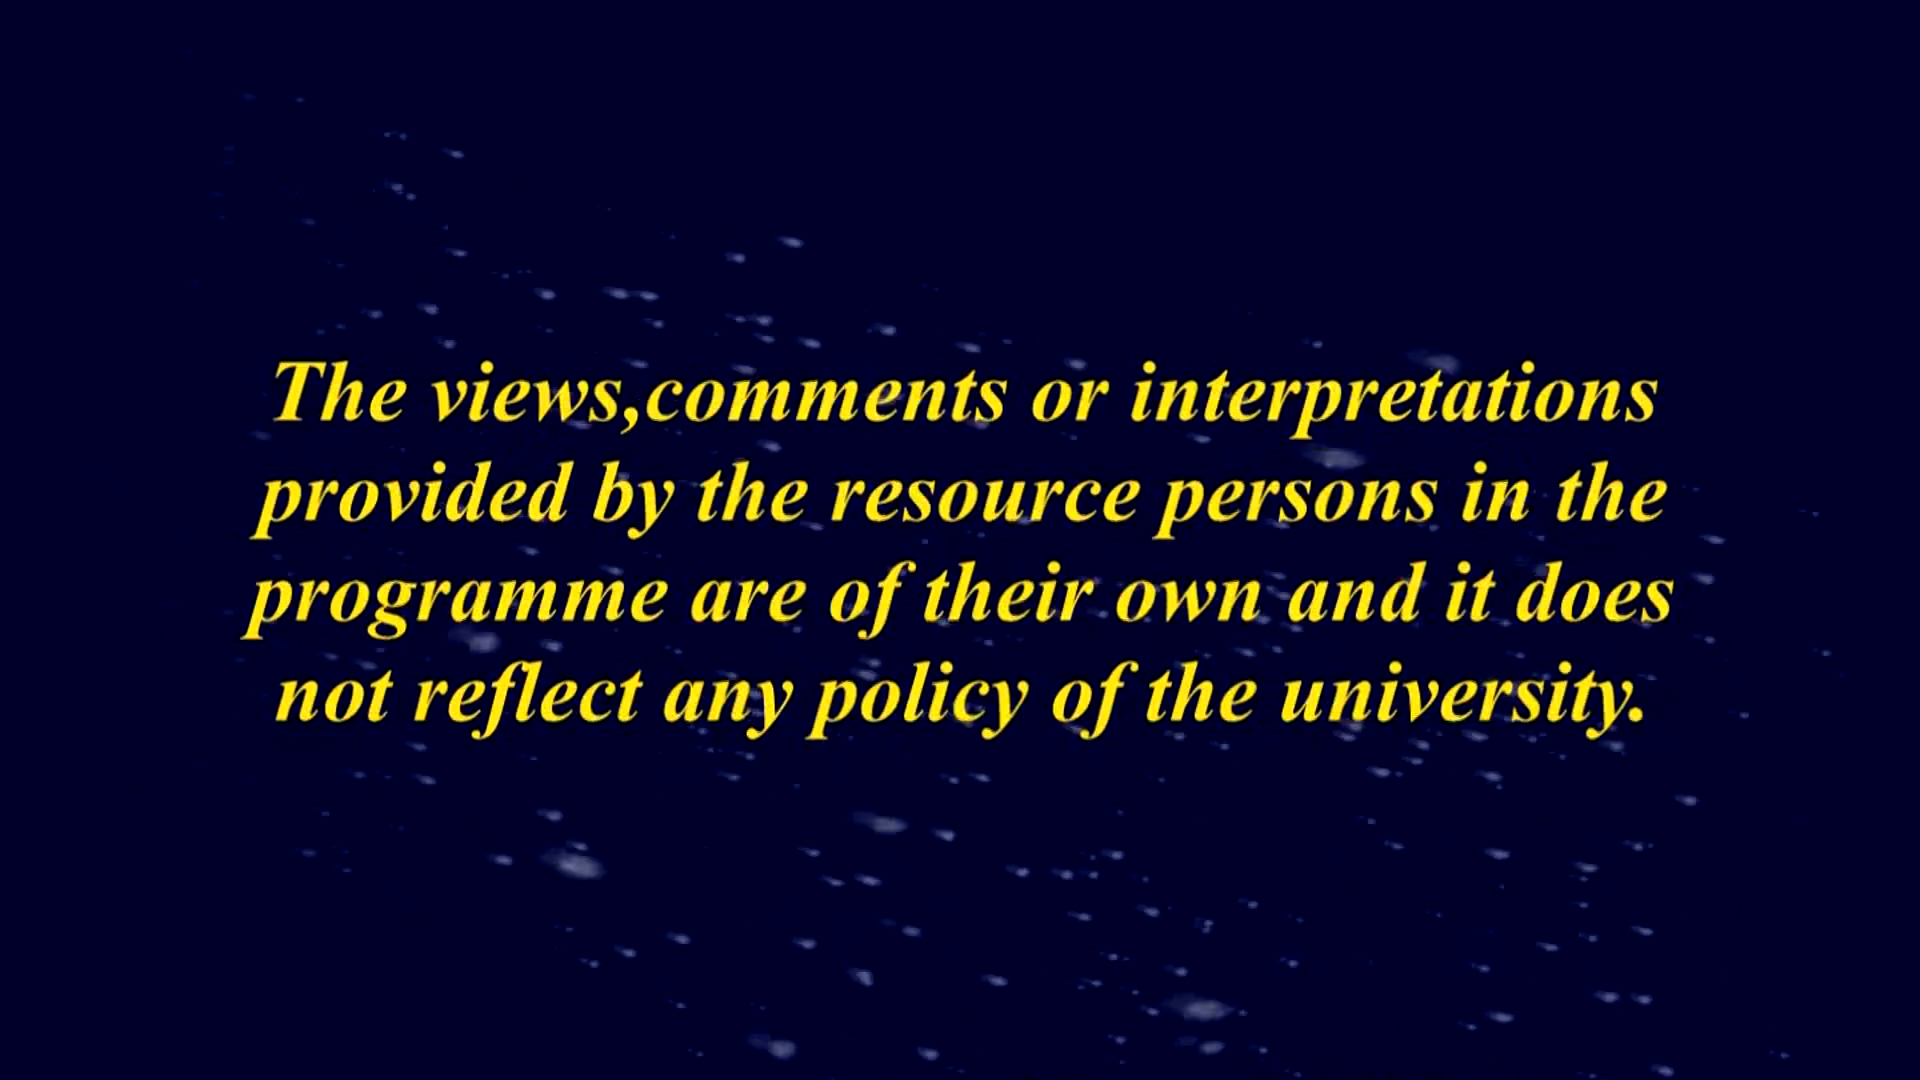 The views,comments or interpretations
provided by the resource persons in the
programme are of their own and it does
not reflect any policy of the university.